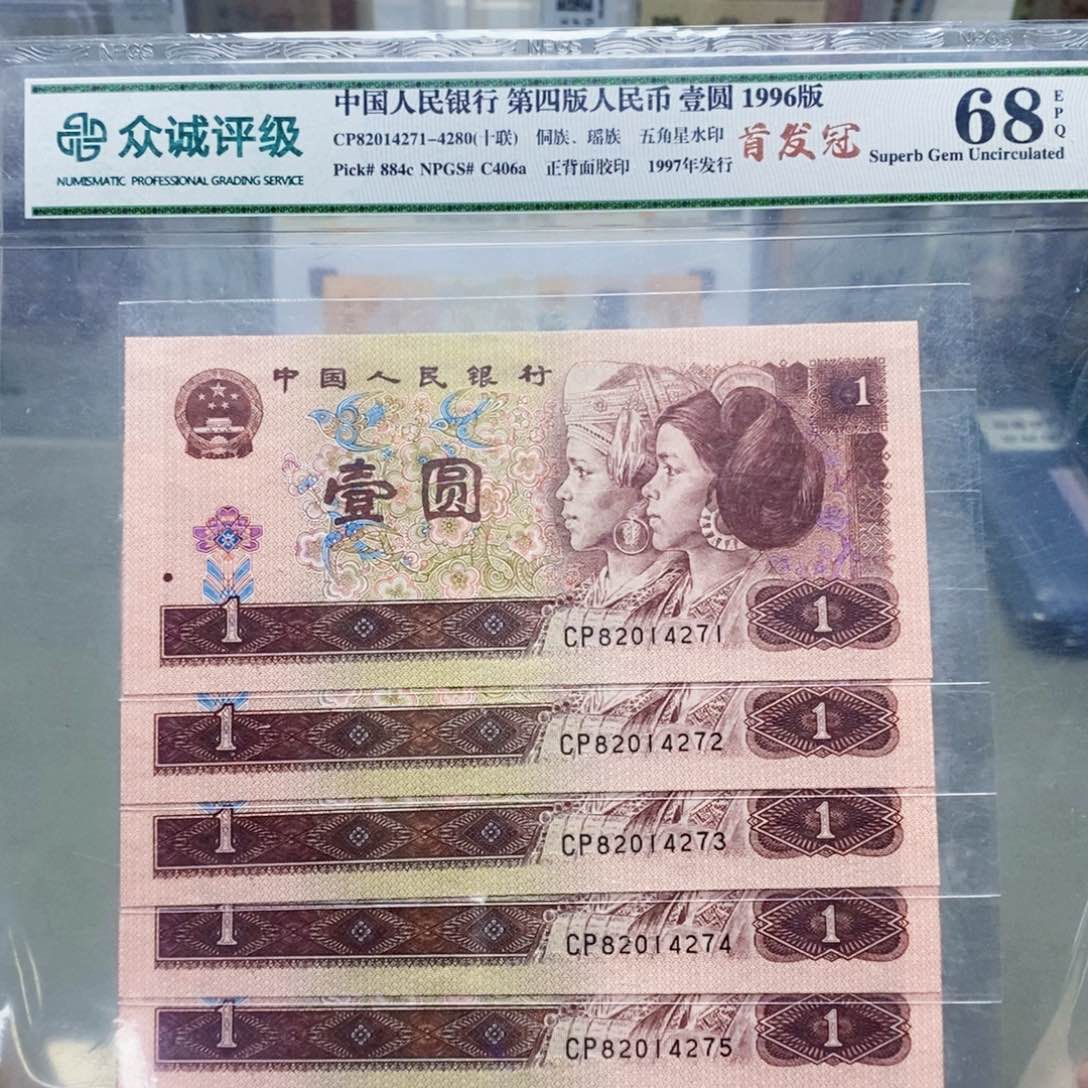 NPGS NPGS NPGS
众诚评级
NUMISMATIC PROFESSIONAL GRADING SERVICE
中国人民银行 第四版人民币 壹圆 1996版
CP82014271-4280(十联) 侗族、瑶族 五角星水印
Pick# 884c NPGS# C406a 正背面胶印 1997年发行
首发冠
68
EPQ
Superb Gem Uncirculated
中国人民银行
1
壹圆
1
CP82014271
1
1
CP82014272
1
1
CP82014273
1
1
CP82014274
1
1
CP82014275
1